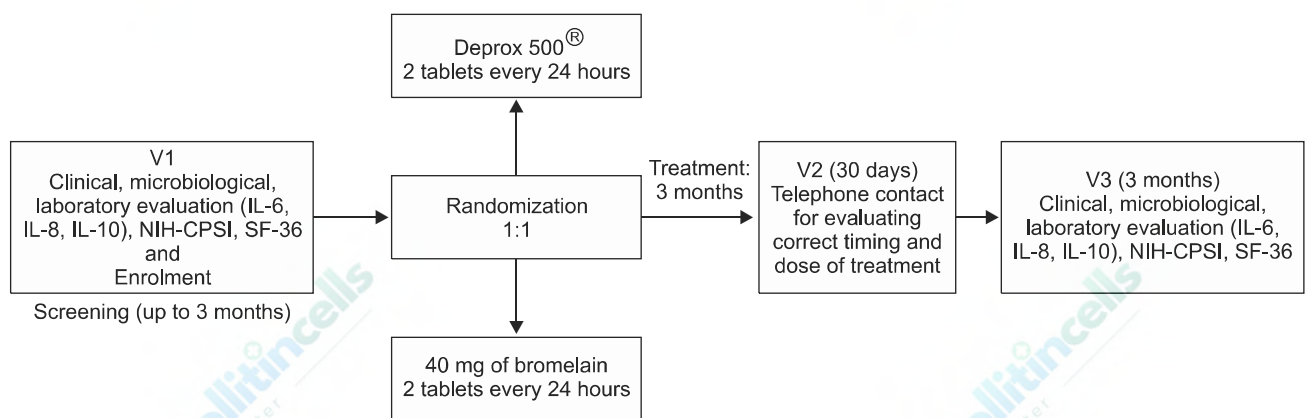 Deprox 500®
2 tablets every 24 hours
V1
Clinical, microbiological,
laboratory evaluation (IL-6,
IL-8, IL-10), NIH-CPSI, SF-36
and
Enrolment
Screening (up to 3 months)
Randomization
1:1
Treatment:
3 months
V2 (30 days)
Telephone contact
for evaluating
correct timing and
dose of treatment
V3 (3 months)
Clinical, microbiological,
laboratory evaluation (IL-6,
IL-8, IL-10), NIH-CPSI, SF-36
40 mg of bromelain
2 tablets every 24 hours